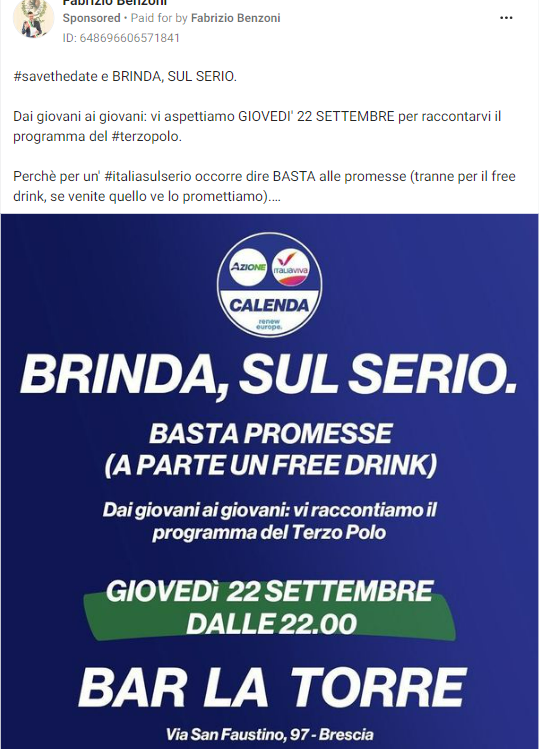 Fabrizio Benzoni
Sponsored • Paid for by Fabrizio Benzoni
ID: 648696606571841
#savethedate e BRINDA, SUL SERIO.
Dai giovani ai giovani: vi aspettiamo GIOVEDI' 22 SETTEMBRE per raccontarvi il
programma del #terzopolo.
Perchè per un' #italiasulserio occorre dire BASTA alle promesse (tranne per il free
drink, se venite quello ve lo promettiamo)....
AZIONE
ITALIAVIVA
CALENDA
renew
europe.
BRINDA, SUL SERIO.
BASTA PROMESSE
(A PARTE UN FREE DRINK)
Dai giovani ai giovani: vi raccontiamo il
programma del Terzo Polo
GIOVEDÌ 22 SETTEMBRE
DALLE 22.00
BAR LA TORRE
Via San Faustino, 97 - Brescia